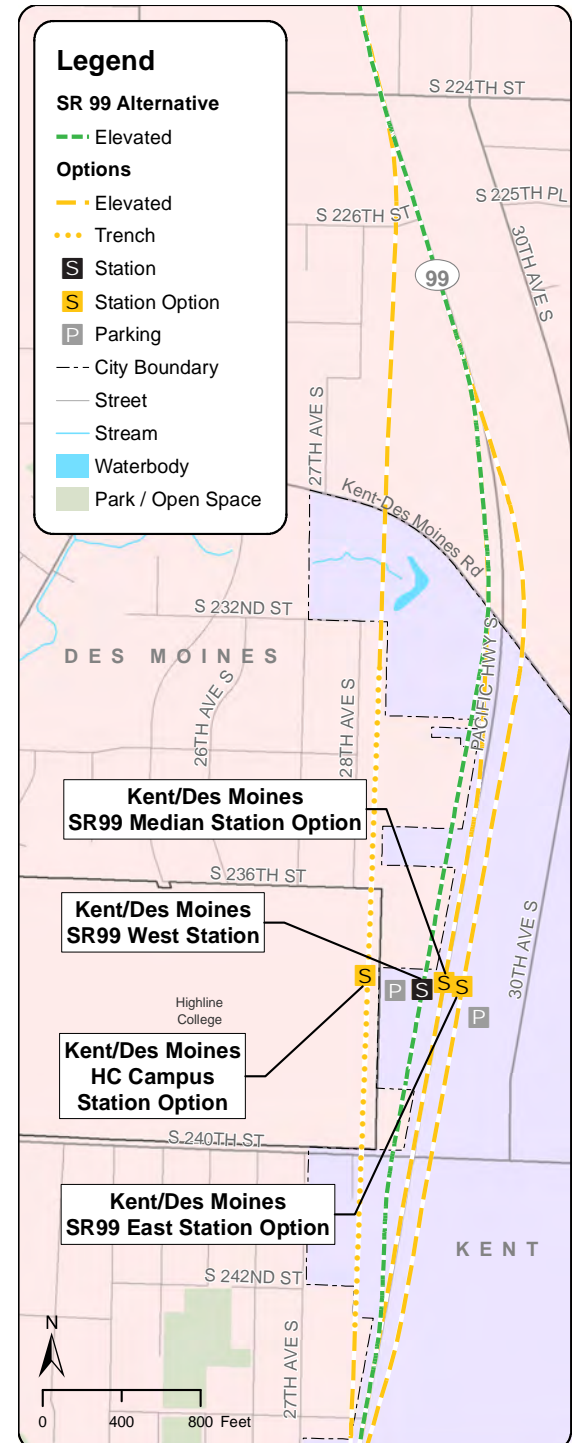 Legend
SR 99 Alternative
Elevated
Options
Elevated
Trench
S Station
S Station Option
P Parking
City Boundary
Street
Stream
Waterbody
Park / Open Space
S 224TH ST
S 225TH PL
S 226TH ST
30TH AVE S
99
27TH AVE S
Kent-Des Moines Rd
S 232ND ST
DES MOINES
PACIFIC HWY S
26TH AVE S
28TH AVE S
Kent/Des Moines
SR99 Median Station Option
S 236TH ST
Kent/Des Moines
SR99 West Station
30TH AVE S
S
P
S
S
S
P
Highline
College
Kent/Des Moines
HC Campus
Station Option
S 240TH ST
Kent/Des Moines
SR99 East Station Option
KENT
S 242ND ST
27TH AVE S
N
0 400 800 Feet